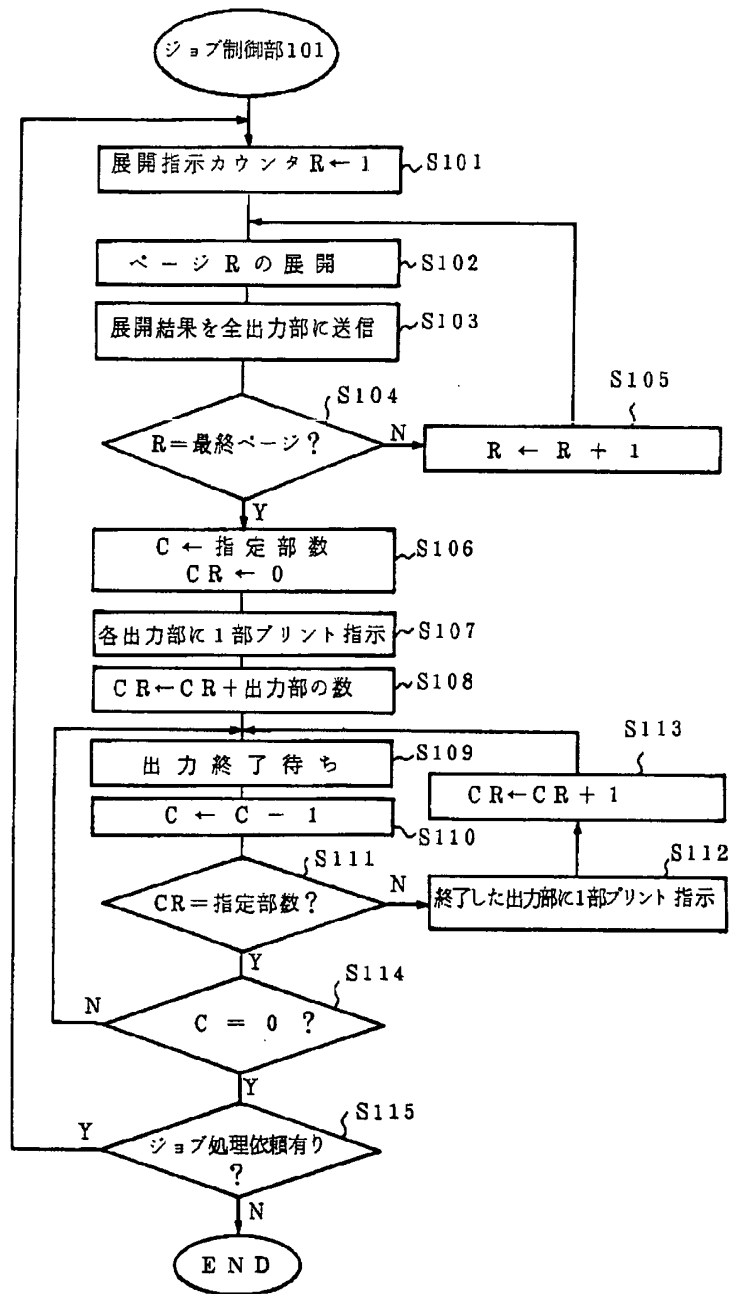 ジョブ制御部101
展開指示カウンタR←1
S101
ページRの展開
S102
展開結果を全出力部に送信
S103
S104
R=最終ページ?
N
S105
R ← R + 1
Y
C ← 指定部数
CR ← 0
S106
各出力部に1部プリント指示
S107
CR←CR+出力部の数
S108
出力終了待ち
S109
C ← C − 1
S110
S111
CR=指定部数?
N
S112
終了した出力部に1部プリント指示
S113
CR←CR+1
Y
S114
C = 0 ?
N
Y
S115
ジョブ処理依頼有り
?
Y
N
END